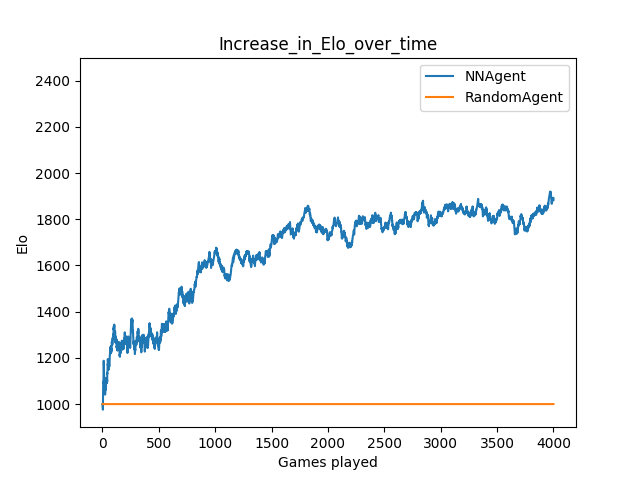 Increase_in_Elo_over_time
NNAgent
RandomAgent
2400
2200
2000
1800
1600
1400
1200
1000
Elo
0 500 1000 1500 2000 2500 3000 3500 4000
Games played